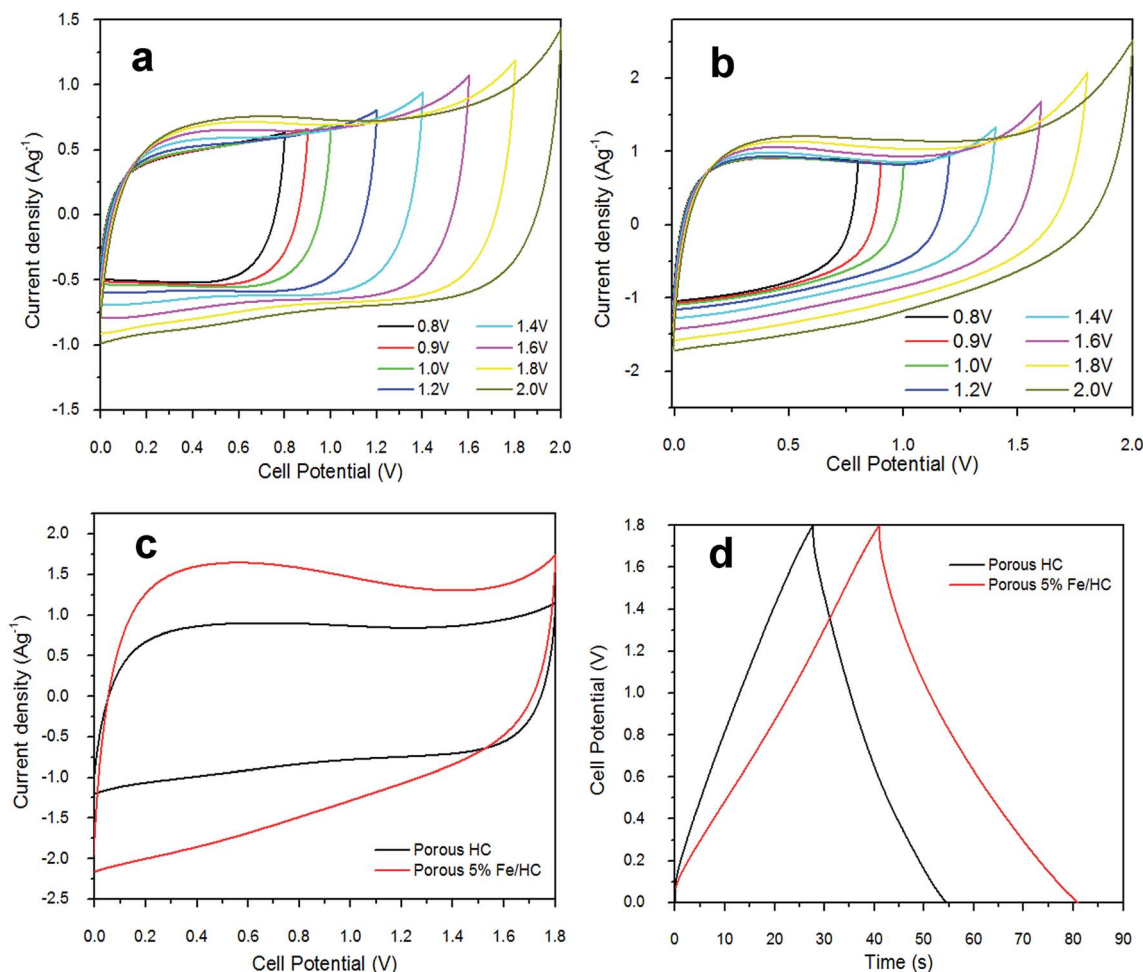 a
1.5
1.0
0.5
0.0
-0.5
-1.0
-1.5
Current density (Ag-1)
0.8V 1.4V
0.9V 1.6V
1.0V 1.8V
1.2V 2.0V
0.0 0.2 0.4 0.6 0.8 1.0 1.2 1.4 1.6 1.8 2.0
Cell Potential (V)
b
2
1
0
-1
-2
Current density (Ag-1)
0.8V 1.4V
0.9V 1.6V
1.0V 1.8V
1.2V 2.0V
0.0 0.5 1.0 1.5 2.0
Cell Potential (V)
c
2.0
1.5
1.0
0.5
0.0
-0.5
-1.0
-1.5
-2.0
-2.5
Current density (Ag-1)
Porous HC
Porous 5% Fe/HC
0.0 0.2 0.4 0.6 0.8 1.0 1.2 1.4 1.6 1.8
Cell Potential (V)
d
1.8
1.6
1.4
1.2
1.0
0.8
0.6
0.4
0.2
0.0
Cell Potential (V)
Porous HC
Porous 5% Fe/HC
0 10 20 30 40 50 60 70 80 90
Time (s)